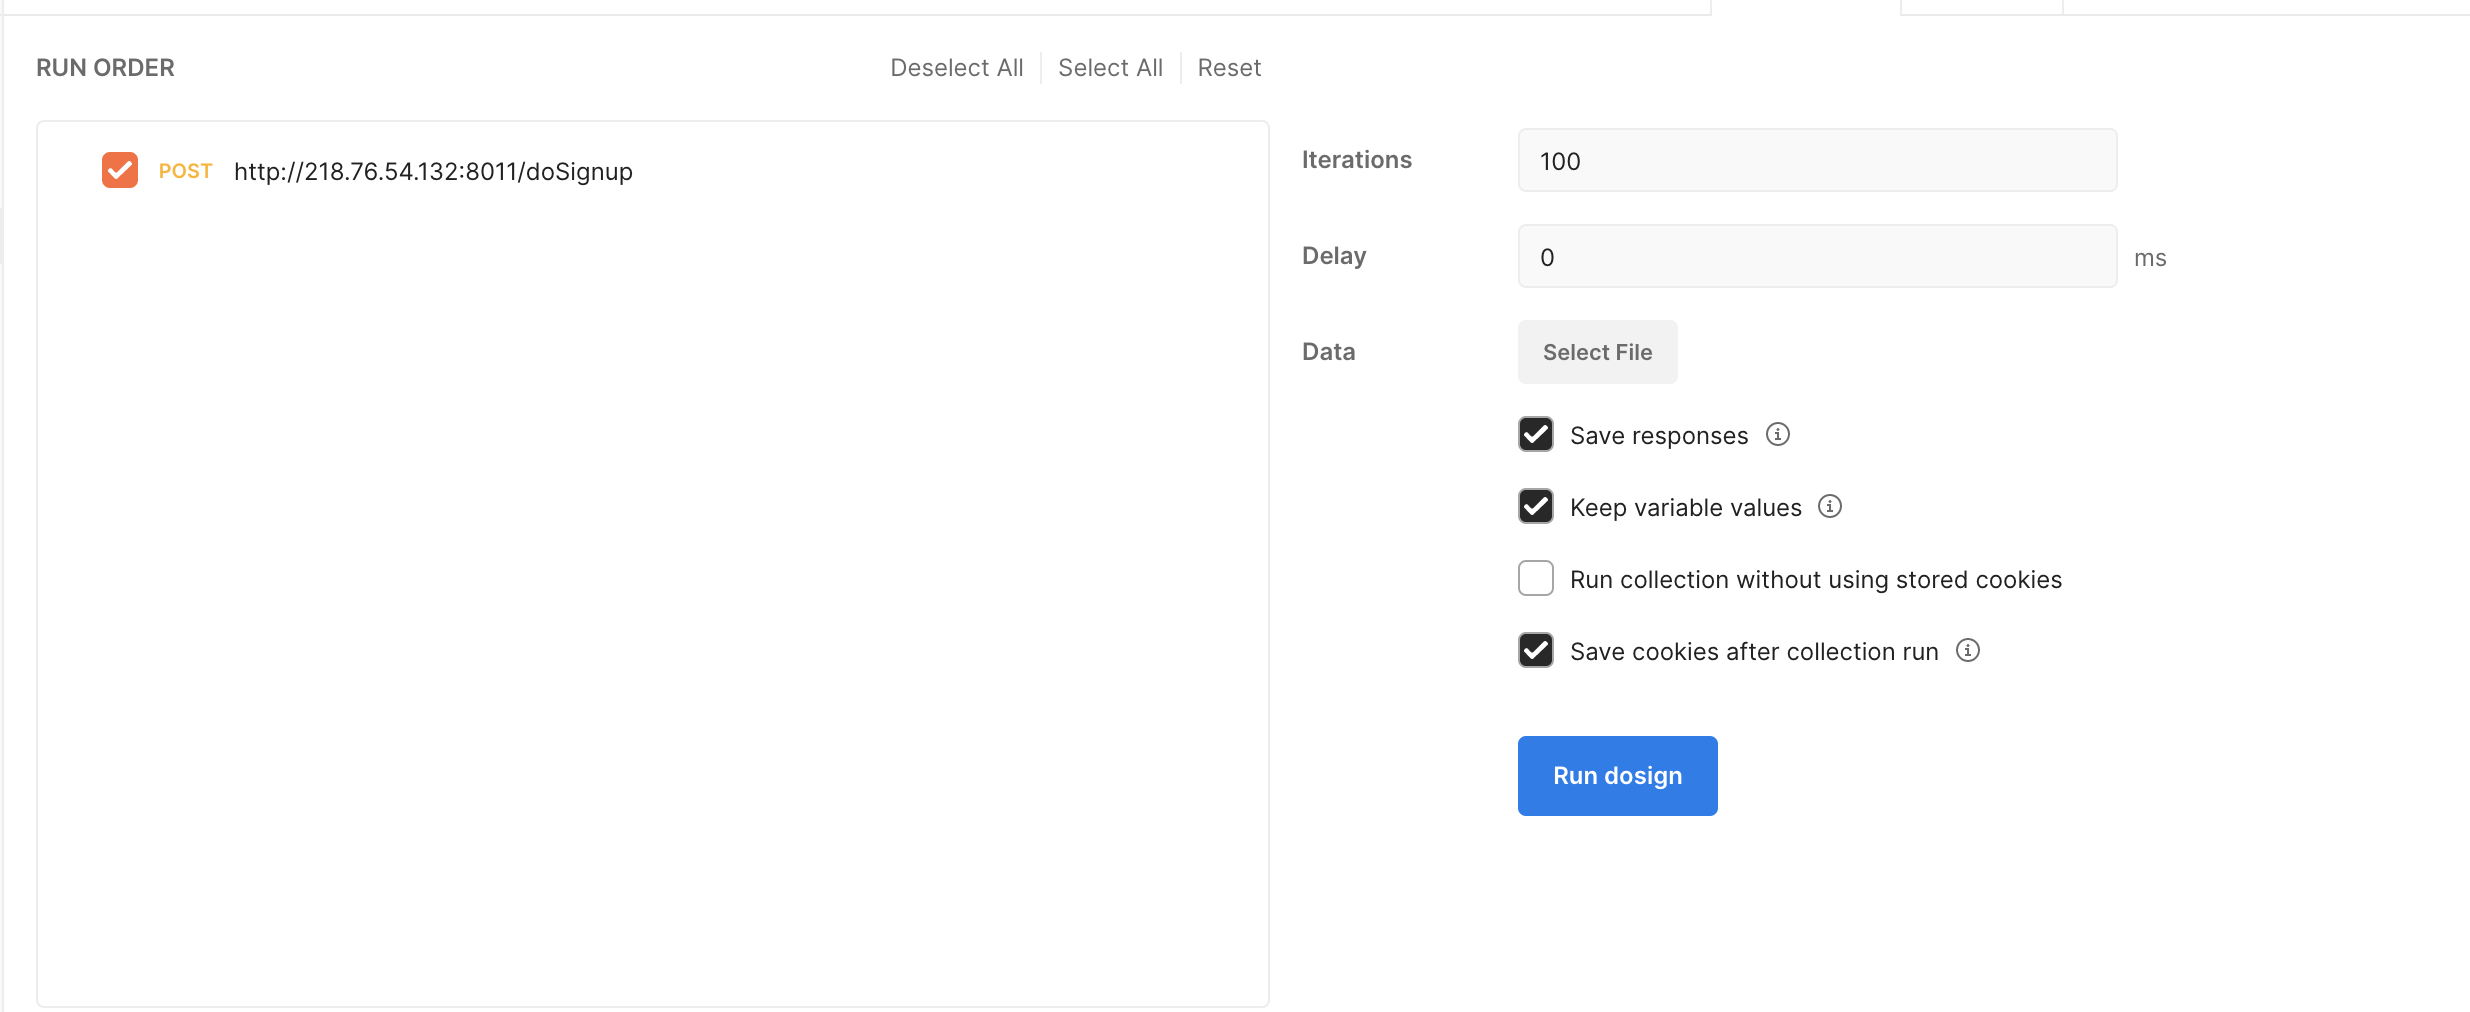 RUN ORDER
Deselect All
Select All
Reset
POST http://218.76.54.132:8011/doSignup
Iterations
100
Delay
0
ms
Data
Select File
Save responses
Keep variable values
Run collection without using stored cookies
Save cookies after collection run
Run dosign